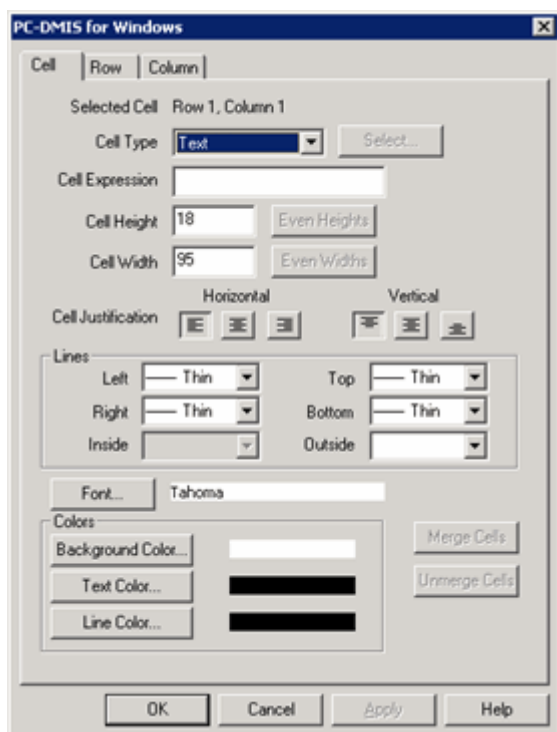 PC-DMIS for Windows
Cell Row Column
Selected Cell Row 1, Column 1
Cell Type Text Select...
Cell Expression
Cell Height 18 Even Heights
Cell Width 95 Even Widths
Horizontal Vertical
Cell Justification
Lines
Left Thin Top Thin
Right Thin Bottom Thin
Inside Outside
Font... Tahoma
Colors
Background Color... Merge Cells
Text Color... Unmerge Cells
Line Color...
OK Cancel Apply Help